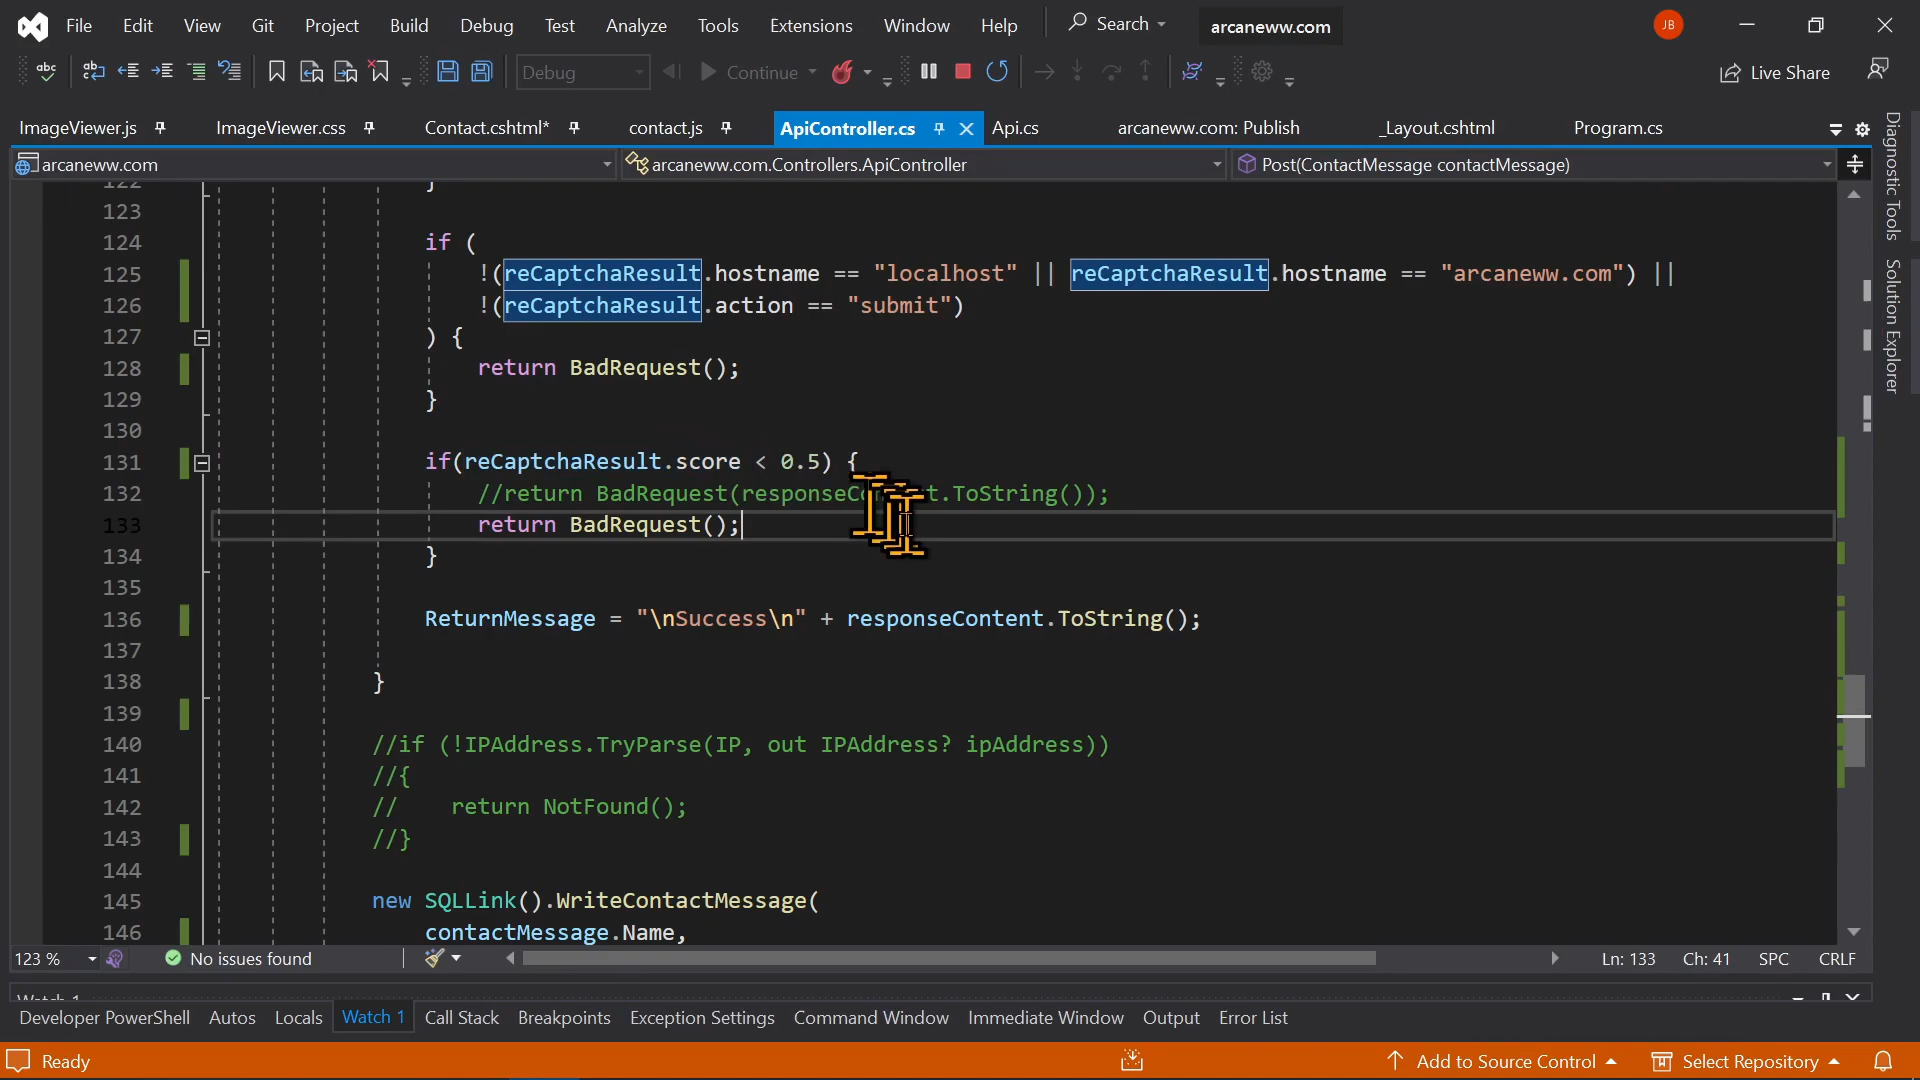 File Edit View Git Project Build Debug Test Analyze Tools Extensions Window Help Search arcaneww.com JB
Debug Continue Live Share
ImageViewer.js ImageViewer.css Contact.cshtml* contact.js ApiController.cs Api.cs arcaneww.com: Publish _Layout.cshtml Program.cs
arcaneww.com arcaneww.com.Controllers.ApiController Post(ContactMessage contactMessage)
Diagnostic Tools
Solution Explorer
122 }
123
124 if (
125 !(reCaptchaResult.hostname == "localhost" || reCaptchaResult.hostname == "arcaneww.com") ||
126 !(reCaptchaResult.action == "submit")
127 ) {
128 return BadRequest();
129 }
130
131 if(reCaptchaResult.score < 0.5) {
132 //return BadRequest(responseContent.ToString());
133 return BadRequest();
134 }
135
136 ReturnMessage = "\nSuccess\n" + responseContent.ToString();
137
138 }
139
140 //if (!IPAddress.TryParse(IP, out IPAddress? ipAddress))
141 //{
142 // return NotFound();
143 //}
144
145 new SQLLink().WriteContactMessage(
146 contactMessage.Name,
123 % No issues found Ln: 133 Ch: 41 SPC CRLF
Watch 1
Developer PowerShell Autos Locals Watch 1 Call Stack Breakpoints Exception Settings Command Window Immediate Window Output Error List
Ready Add to Source Control Select Repository